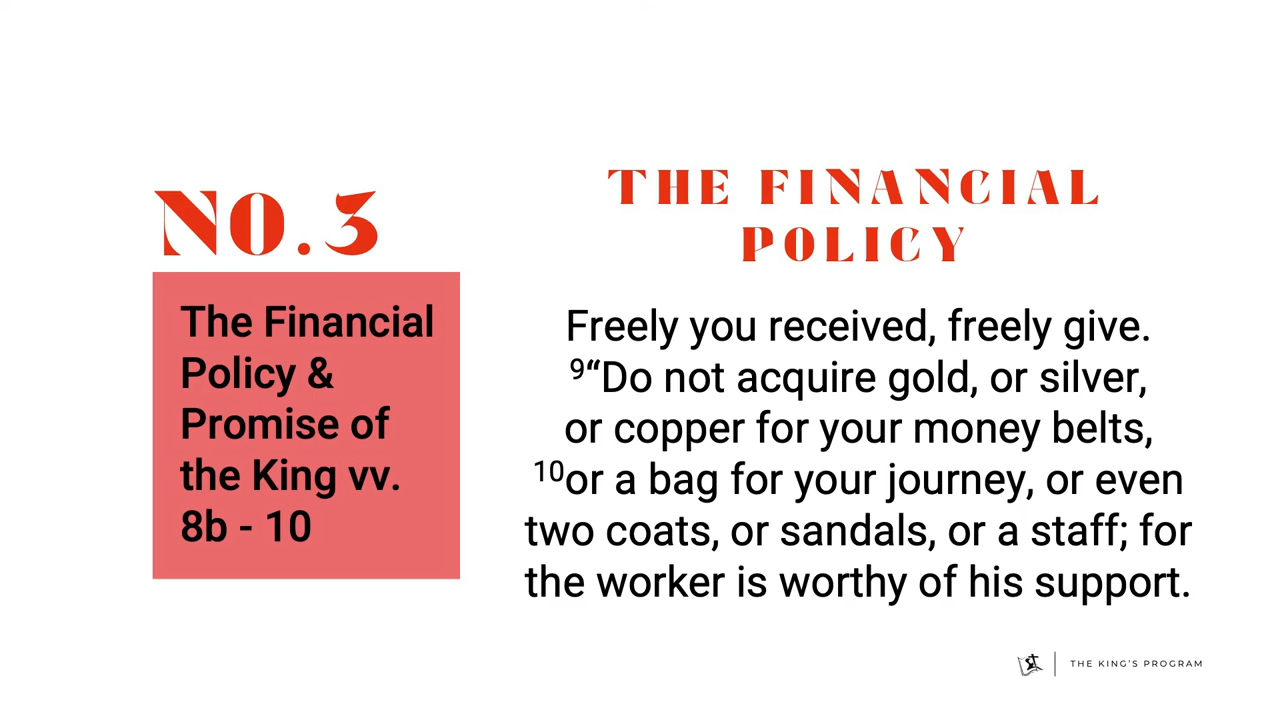 NO.3
The Financial
Policy &
Promise of
the King vv.
8b - 10
THE FINANCIAL
POLICY
Freely you received, freely give.
9“Do not acquire gold, or silver,
or copper for your money belts,
10or a bag for your journey, or even
two coats, or sandals, or a staff; for
the worker is worthy of his support.
THE KING'S PROGRAM